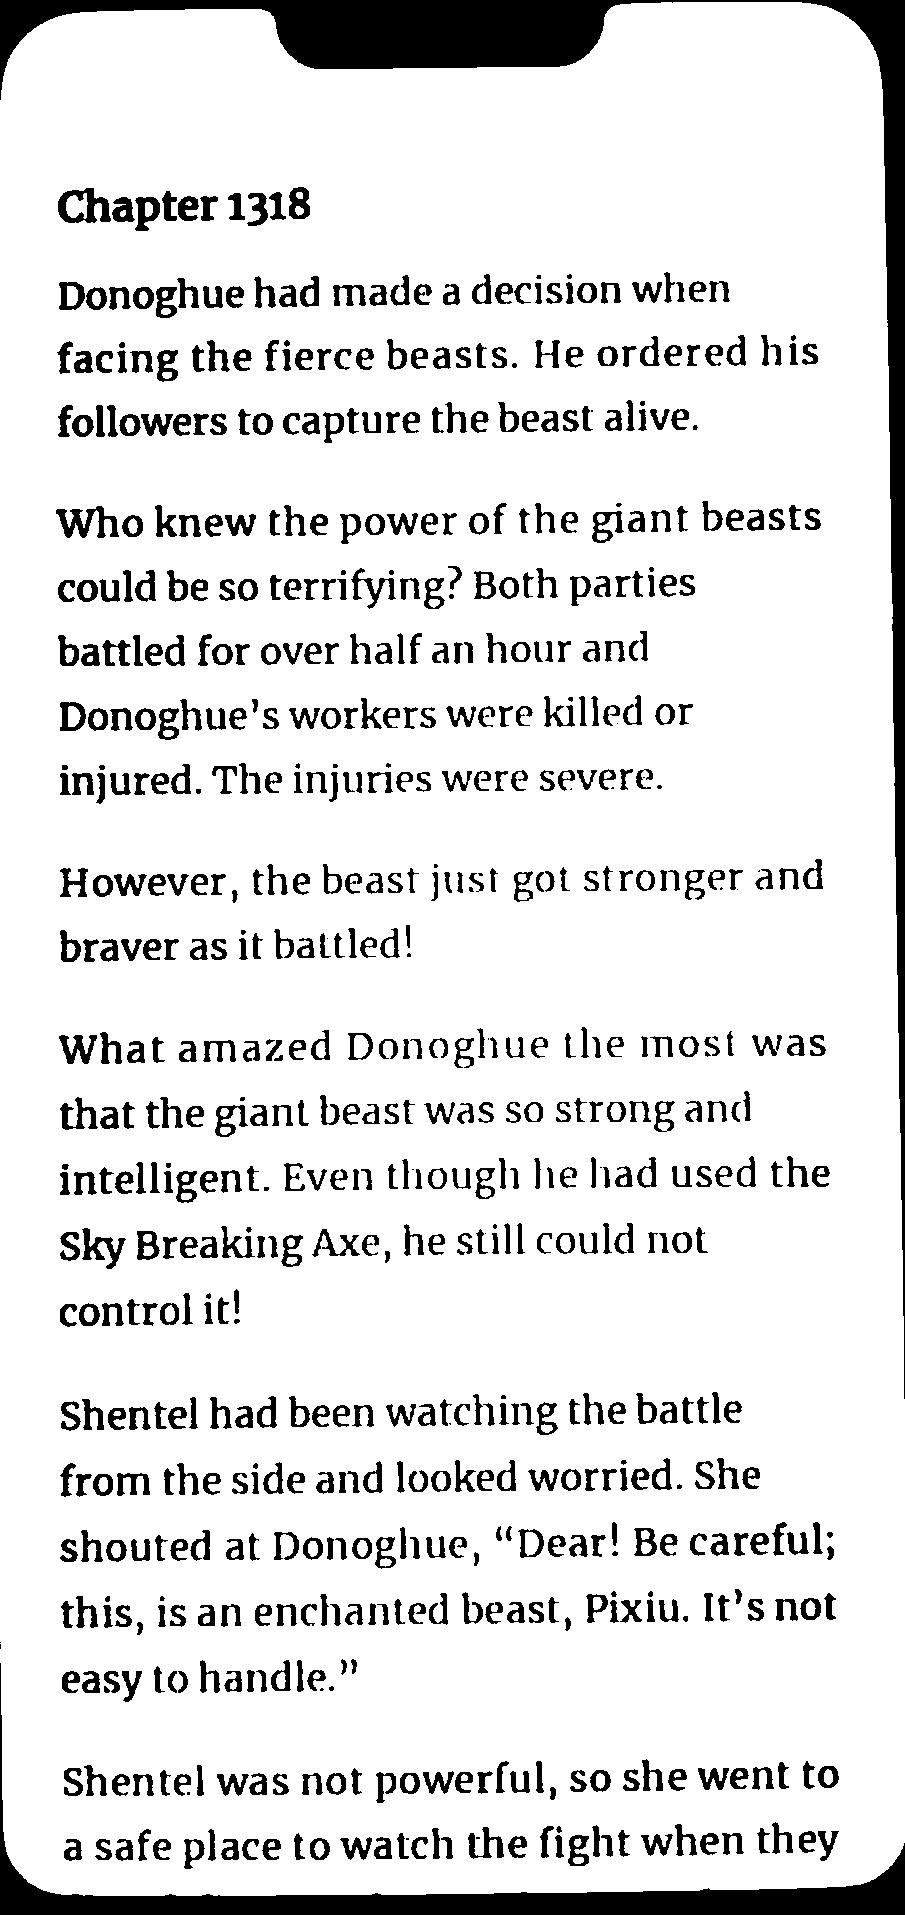 Chapter 1318
Donoghue had made a decision when
facing the fierce beasts. He ordered his
followers to capture the beast alive.
Who knew the power of the giant beasts
could be so terrifying? Both parties
battled for over half an hour and
Donoghue's workers were killed or
injured. The injuries were severe.
However, the beast just got stronger and
braver as it battled!
What amazed Donoghue the most was
that the giant beast was so strong and
intelligent. Even though he had used the
Sky Breaking Axe, he still could not
control it!
Shentel had been watching the battle
from the side and looked worried. She
shouted at Donoghue, “Dear! Be careful;
this, is an enchanted beast, Pixiu. It's not
easy to handle.”
Shentel was not powerful, so she went to
a safe place to watch the fight when they